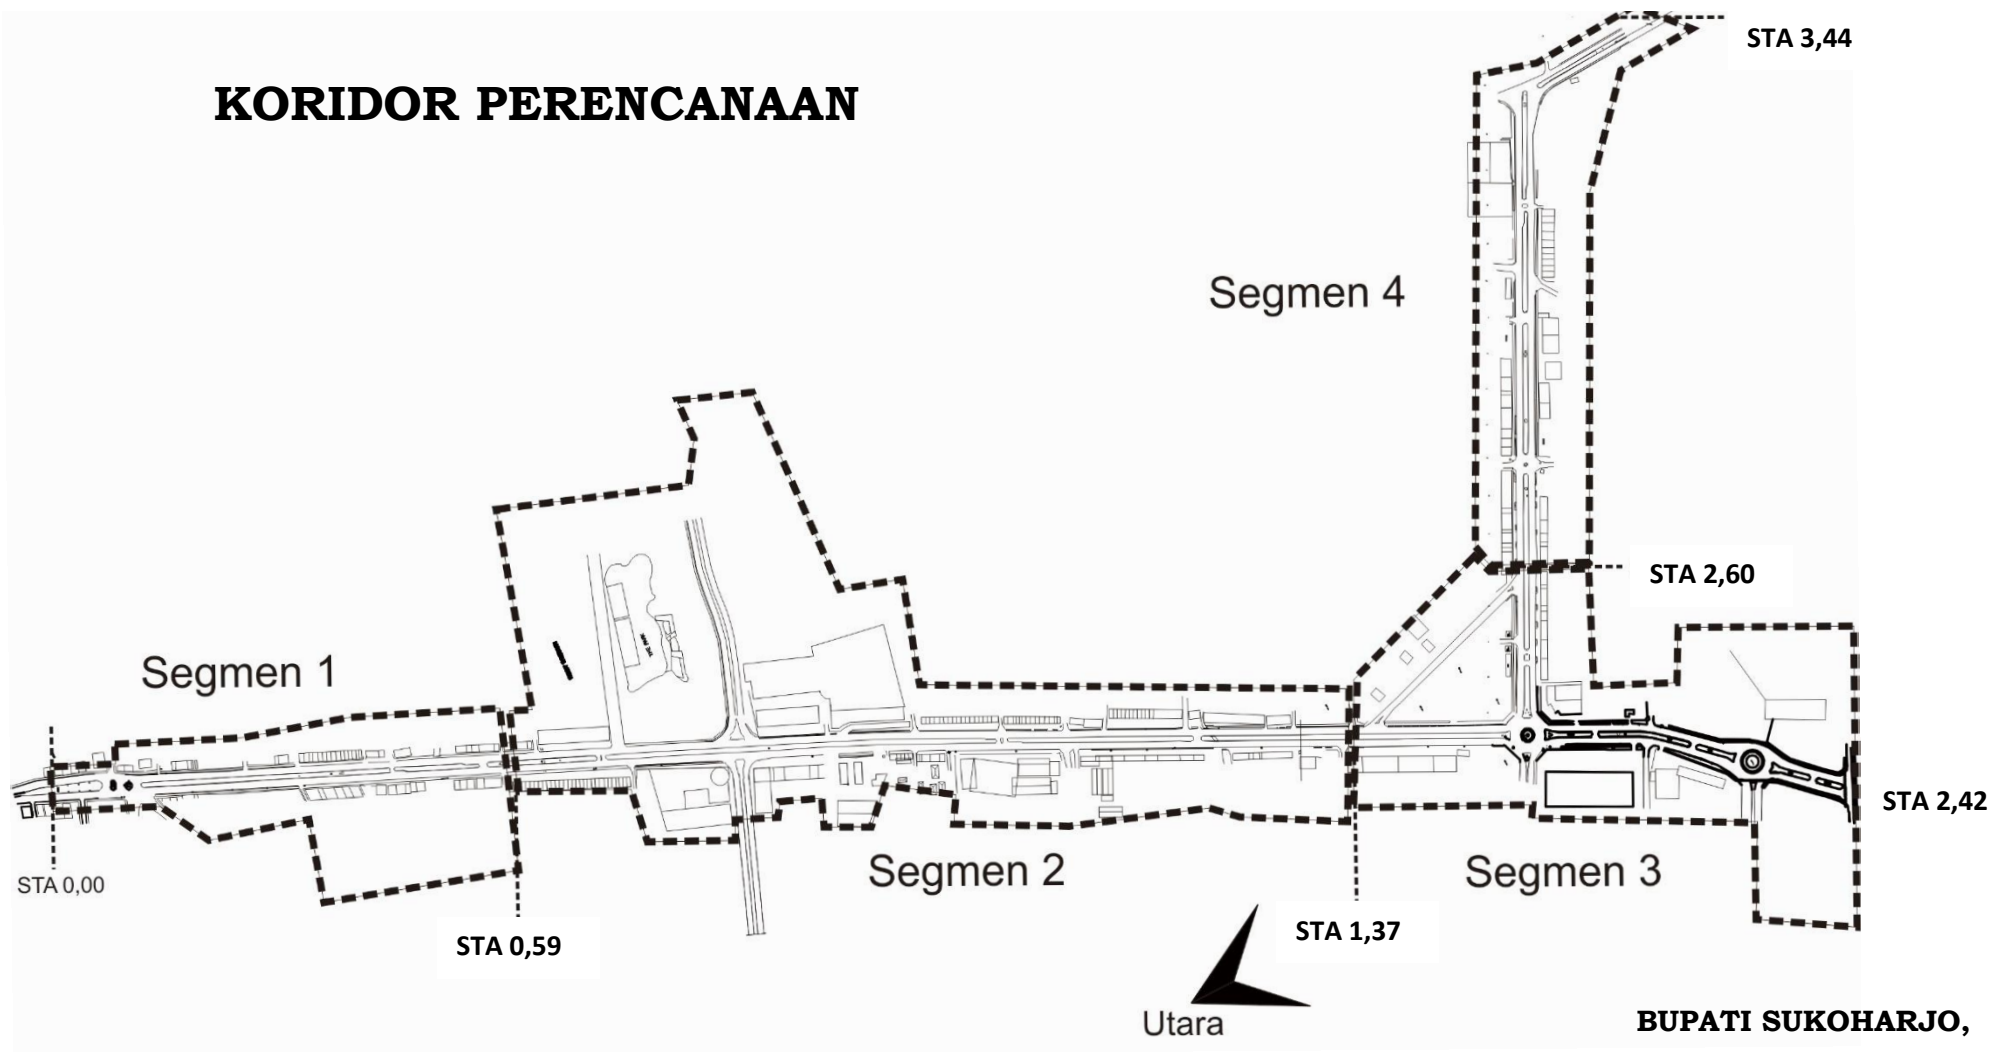 STA 3,44
KORIDOR PERENCANAAN
Segmen 4
STA 2,60
Segmen 1
STA 2,42
Segmen 2
Segmen 3
STA 0,00
STA 0,59
STA 1,37
Utara
BUPATI SUKOHARJO,